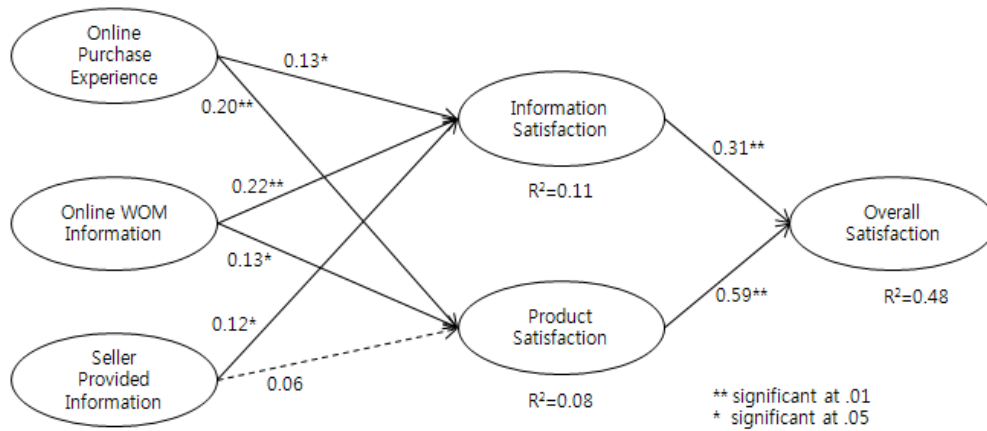 Online
Purchase
Experience
0.13*
0.20**
Information
Satisfaction
R²=0.11
0.31**
Online WOM
Information
0.22**
0.13*
Overall
Satisfaction
R²=0.48
0.59**
Product
Satisfaction
R²=0.08
Seller
Provided
Information
0.12*
0.06
** significant at .01
* significant at .05